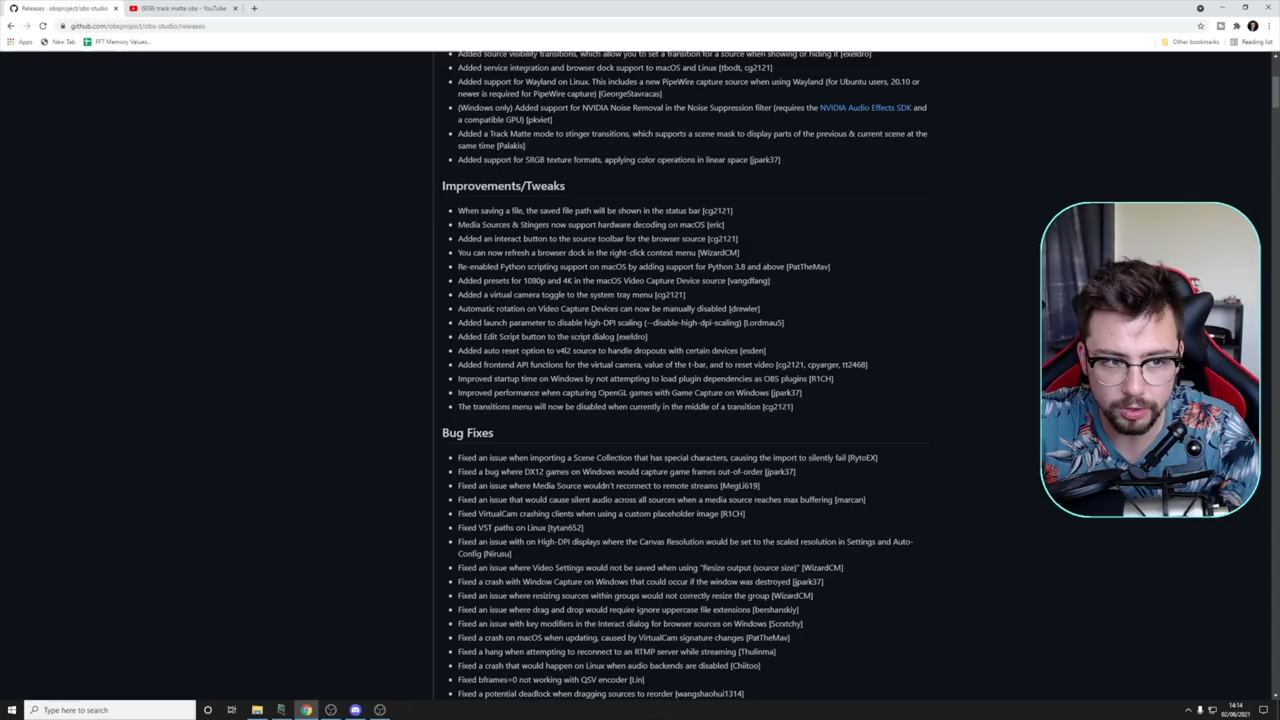 Releases · obsproject/obs-studio
(939) track matte obs - YouTube
github.com/obsproject/obs-studio/releases
Apps
New Tab
FF7 Memory Values...
Other bookmarks
Reading list
Added source visibility transitions, which allow you to set a transition for a source when showing or hiding it [exeldro]
Added service integration and browser dock support to macOS and Linux [tbodt, cg2121]
Added support for Wayland on Linux. This includes a new PipeWire capture source when using Wayland (for Ubuntu users, 20.10 or
newer is required for PipeWire capture) [GeorgeStavracas]
(Windows only) Added support for NVIDIA Noise Removal in the Noise Suppression filter (requires the NVIDIA Audio Effects SDK and
a compatible GPU) [pkviet]
Added a Track Matte mode to stinger transitions, which supports a scene mask to display parts of the previous & current scene at the
same time [Palakis]
Added support for SRGB texture formats, applying color operations in linear space [jpark37]
Improvements/Tweaks
When saving a file, the saved file path will be shown in the status bar [cg2121]
Media Sources & Stingers now support hardware decoding on macOS [eric]
Added an interact button to the source toolbar for the browser source [cg2121]
You can now refresh a browser dock in the right-click context menu [WizardCM]
Re-enabled Python scripting support on macOS by adding support for Python 3.8 and above [PatTheMav]
Added presets for 1080p and 4K in the macOS Video Capture Device source [vangdfang]
Added a virtual camera toggle to the system tray menu [cg2121]
Automatic rotation on Video Capture Devices can now be manually disabled [drewler]
Added launch parameter to disable high-DPI scaling (--disable-high-dpi-scaling) [Lordmau5]
Added Edit Script button to the script dialog [exeldro]
Added auto reset option to v4l2 source to handle dropouts with certain devices [esden]
Added frontend API functions for the virtual camera, value of the t-bar, and to reset video [cg2121, cpyarger, tt2468]
Improved startup time on Windows by not attempting to load plugin dependencies as OBS plugins [R1CH]
Improved performance when capturing OpenGL games with Game Capture on Windows [jpark37]
The transitions menu will now be disabled when currently in the middle of a transition [cg2121]
Bug Fixes
Fixed an issue when importing a Scene Collection that has special characters, causing the import to silently fail [RytoEX]
Fixed a bug where DX12 games on Windows would capture game frames out-of-order [jpark37]
Fixed an issue where Media Source wouldn't reconnect to remote streams [MegLi619]
Fixed an issue that would cause silent audio across all sources when a media source reaches max buffering [marcan]
Fixed VirtualCam crashing clients when using a custom placeholder image [R1CH]
Fixed VST paths on Linux [tytan652]
Fixed an issue with on High-DPI displays where the Canvas Resolution would be set to the scaled resolution in Settings and Auto-
Config [Nirusu]
Fixed an issue where Video Settings would not be saved when using "Resize output (source size)" [WizardCM]
Fixed a crash with Window Capture on Windows that could occur if the window was destroyed [jpark37]
Fixed an issue where resizing sources within groups would not correctly resize the group [WizardCM]
Fixed an issue where drag and drop would require ignore uppercase file extensions [bershanskiy]
Fixed an issue with key modifiers in the Interact dialog for browser sources on Windows [Scrxtchy]
Fixed a crash on macOS when updating, caused by VirtualCam signature changes [PatTheMav]
Fixed a hang when attempting to reconnect to an RTMP server while streaming [Thulinma]
Fixed a crash that would happen on Linux when audio backends are disabled [Chiitoo]
Fixed bframes=0 not working with QSV encoder [Lin]
Fixed a potential deadlock when dragging sources to reorder [wangshaohui1314]
Type here to search
14:14
02/06/2021